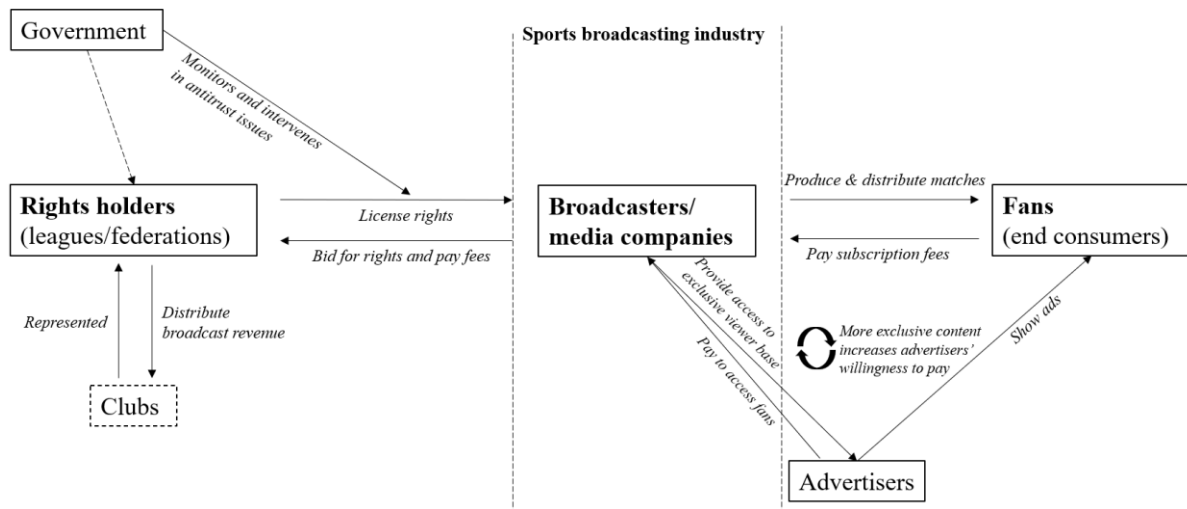 Government
Sports broadcasting industry
Monitors and intervenes
in antitrust issues
Rights holders
(leagues/federations)
License rights
Bid for rights and pay fees
Broadcasters/
media companies
Produce & distribute matches
Pay subscription fees
Fans
(end consumers)
Represented
Distribute
broadcast revenue
Clubs
Provide access to
exclusive viewer base
Pay to access fans
More exclusive content
increases advertisers'
willingness to pay
Show ads
Advertisers